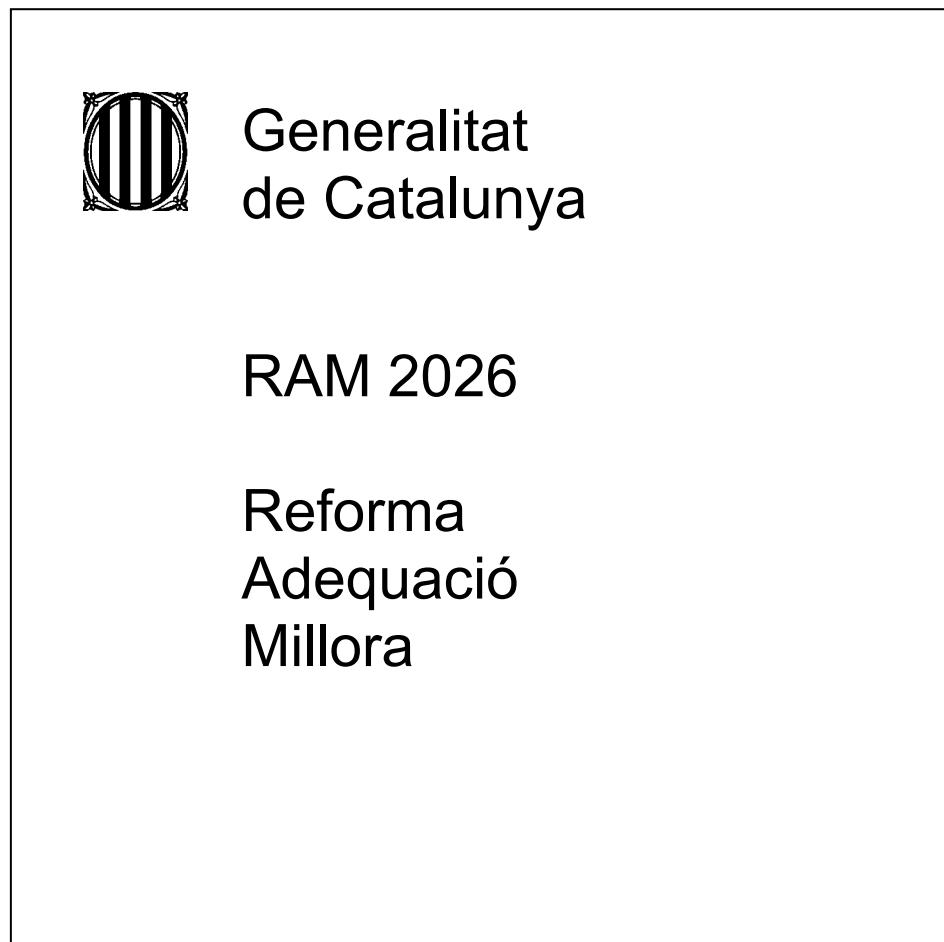 Generalitat
de Catalunya
RAM 2026
Reforma
Adequació
Millora